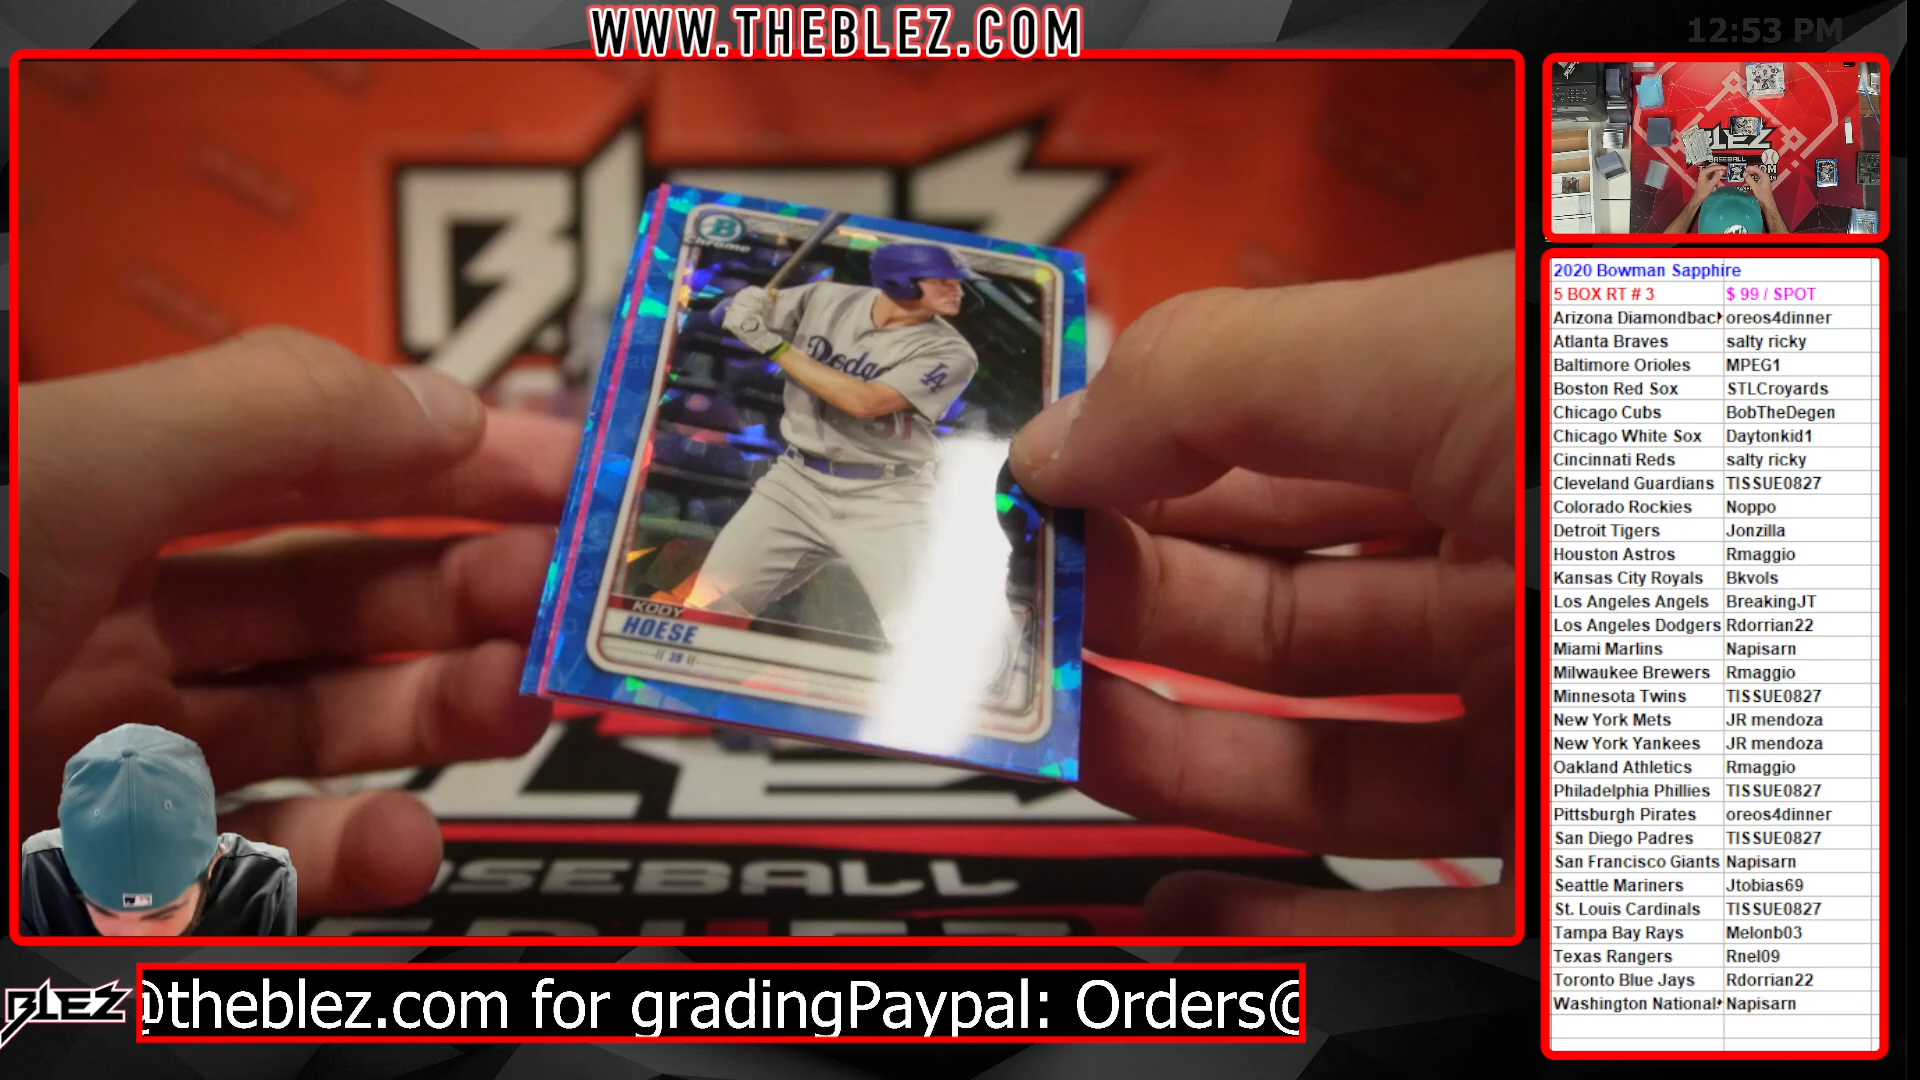 WWW.THEBLEZ.COM
12:53 PM
BLEZ
B
Chrome
Dodg
LA
KODY
HOESE
3B
BASEBALL
2020 Bowman Sapphire
5 BOX RT # 3 $ 99 / SPOT
Arizona Diamondback oreos4dinner
Atlanta Braves salty ricky
Baltimore Orioles MPEG1
Boston Red Sox STLCroyards
Chicago Cubs BobTheDegen
Chicago White Sox Daytonkid1
Cincinnati Reds salty ricky
Cleveland Guardians TISSUE0827
Colorado Rockies Noppo
Detroit Tigers Jonzilla
Houston Astros Rmaggio
Kansas City Royals Bkvols
Los Angeles Angels BreakingJT
Los Angeles Dodgers Rdorrian22
Miami Marlins Napisarn
Milwaukee Brewers Rmaggio
Minnesota Twins TISSUE0827
New York Mets JR mendoza
New York Yankees JR mendoza
Oakland Athletics Rmaggio
Philadelphia Phillies TISSUE0827
Pittsburgh Pirates oreos4dinner
San Diego Padres TISSUE0827
San Francisco Giants Napisarn
Seattle Mariners Jtobias69
St. Louis Cardinals TISSUE0827
Tampa Bay Rays Melonb03
Texas Rangers Rnel09
Toronto Blue Jays Rdorrian22
Washington National Napisarn
BLEZ
@theblez.com for gradingPaypal: Orders@